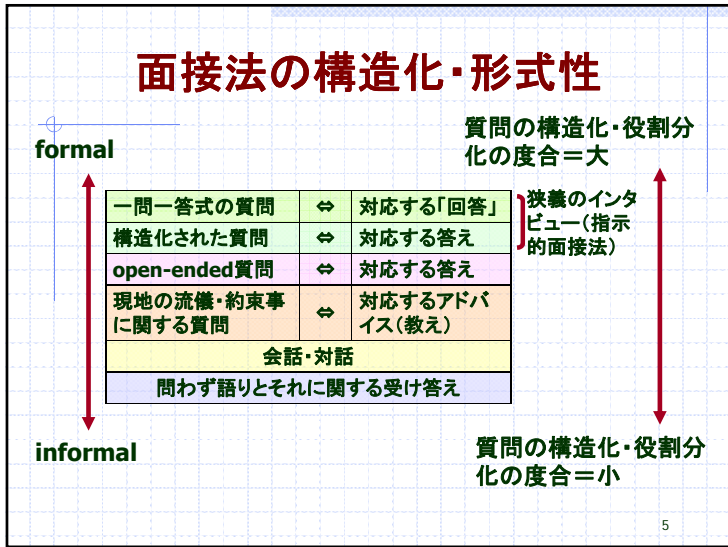 面接法の構造化・形式性
formal
質問の構造化・役割分
化の度合＝大
一問一答式の質問 ⇔ 対応する「回答」
構造化された質問 ⇔ 対応する答え
open-ended質問 ⇔ 対応する答え
現地の流儀・約束事
に関する質問
⇔
対応するアドバ
イス（教え）
会話・対話
問わず語りとそれに関する受け答え
狭義のインタ
ビュー（指示
的面接法）
informal
質問の構造化・役割分
化の度合＝小
5